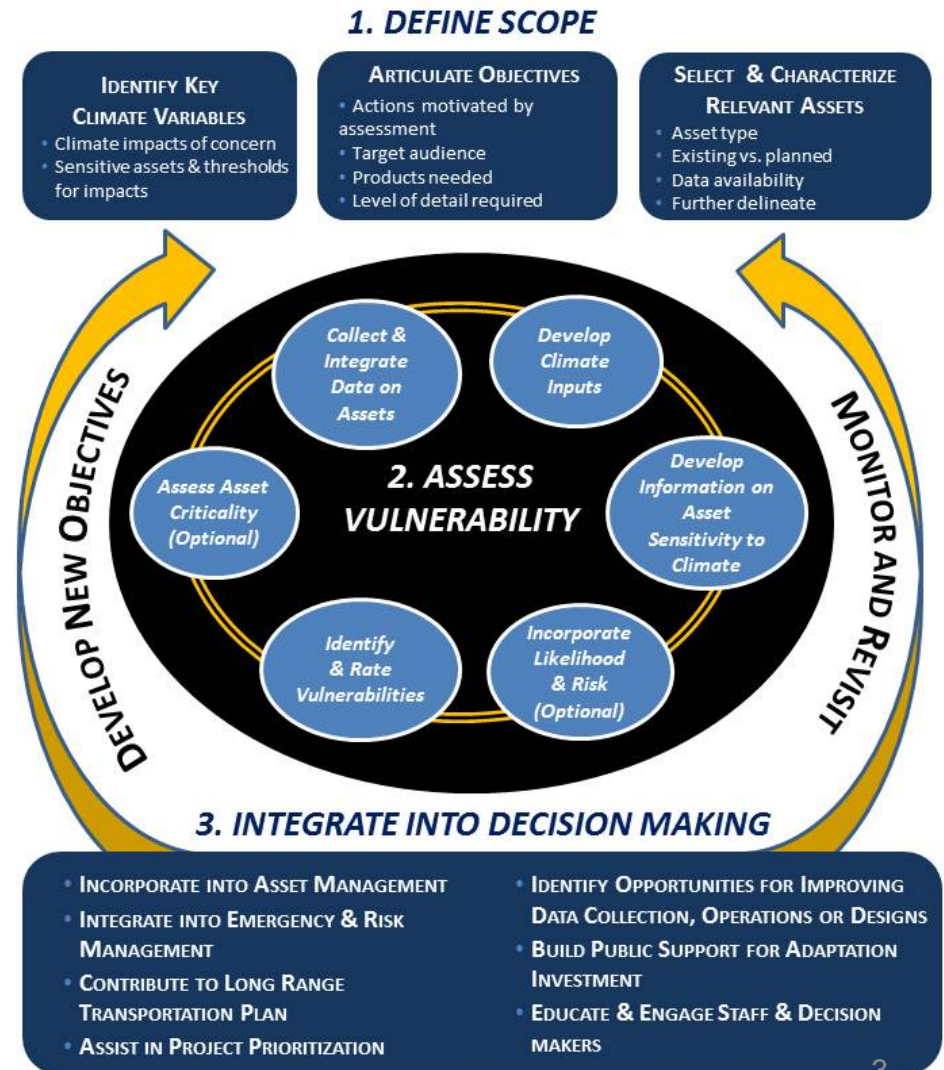 1. DEFINE SCOPE
IDENTIFY KEY
CLIMATE VARIABLES
• Climate impacts of concern
• Sensitive assets & thresholds
for impacts
ARTICULATE OBJECTIVES
• Actions motivated by
assessment
• Target audience
• Products needed
• Level of detail required
SELECT & CHARACTERIZE
RELEVANT ASSETS
• Asset type
• Existing vs. planned
• Data availability
• Further delineate
DEVELOP NEW OBJECTIVES
MONITOR AND REVISIT
2. ASSESS
VULNERABILITY
Collect &
Integrate
Data on
Assets
Develop
Climate
Inputs
Assess Asset
Criticality
(Optional)
Develop
Information on
Asset
Sensitivity to
Climate
Identify
& Rate
Vulnerabilities
Incorporate
Likelihood
& Risk
(Optional)
3. INTEGRATE INTO DECISION MAKING
• INCORPORATE INTO ASSET MANAGEMENT
• INTEGRATE INTO EMERGENCY & RISK
MANAGEMENT
• CONTRIBUTE TO LONG RANGE
TRANSPORTATION PLAN
• ASSIST IN PROJECT PRIORITIZATION
• IDENTIFY OPPORTUNITIES FOR IMPROVING
DATA COLLECTION, OPERATIONS OR DESIGNS
• BUILD PUBLIC SUPPORT FOR ADAPTATION
INVESTMENT
• EDUCATE & ENGAGE STAFF & DECISION
MAKERS